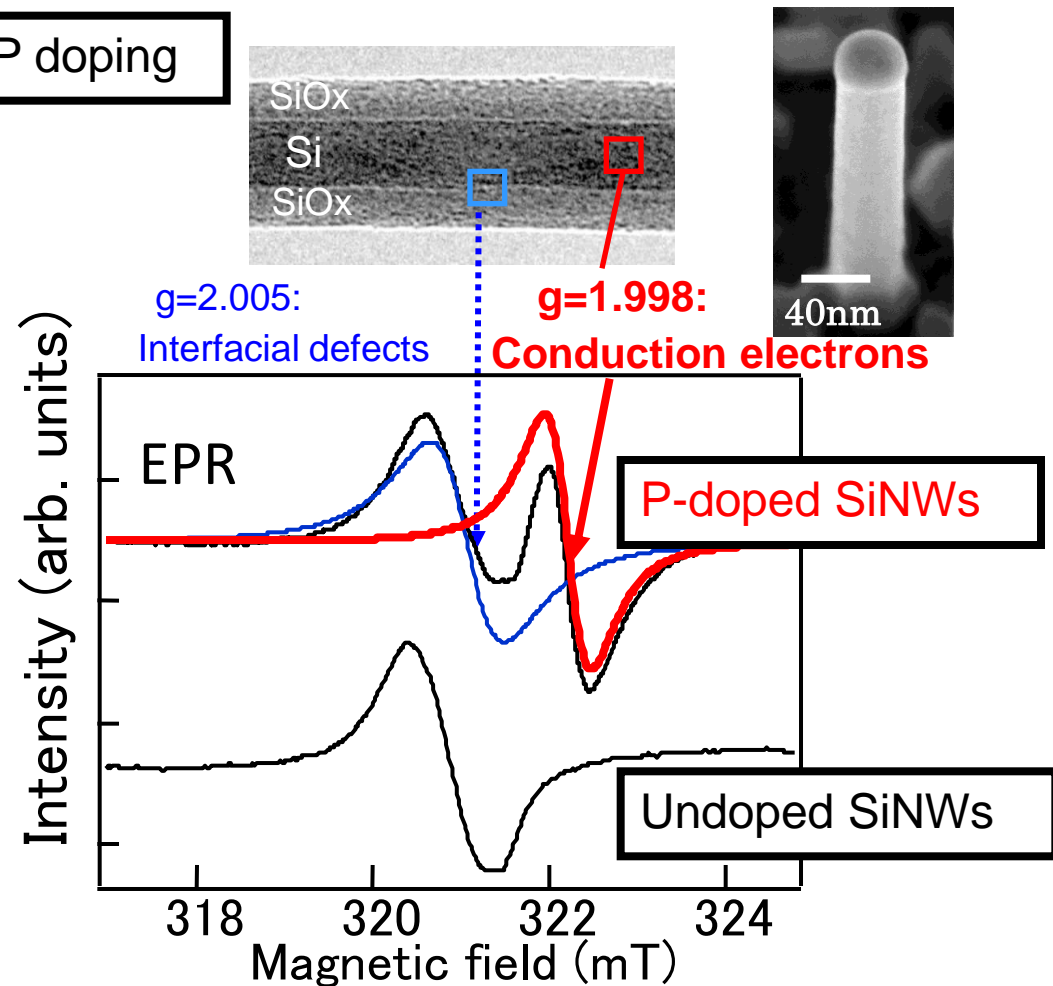 P doping
SiOx
Si
SiOx
40nm
g=2.005:
Interfacial defects
g=1.998:
Conduction electrons
EPR
P-doped SiNWs
Undoped SiNWs
Intensity (arb. units)
318 320 322 324
Magnetic field (mT)